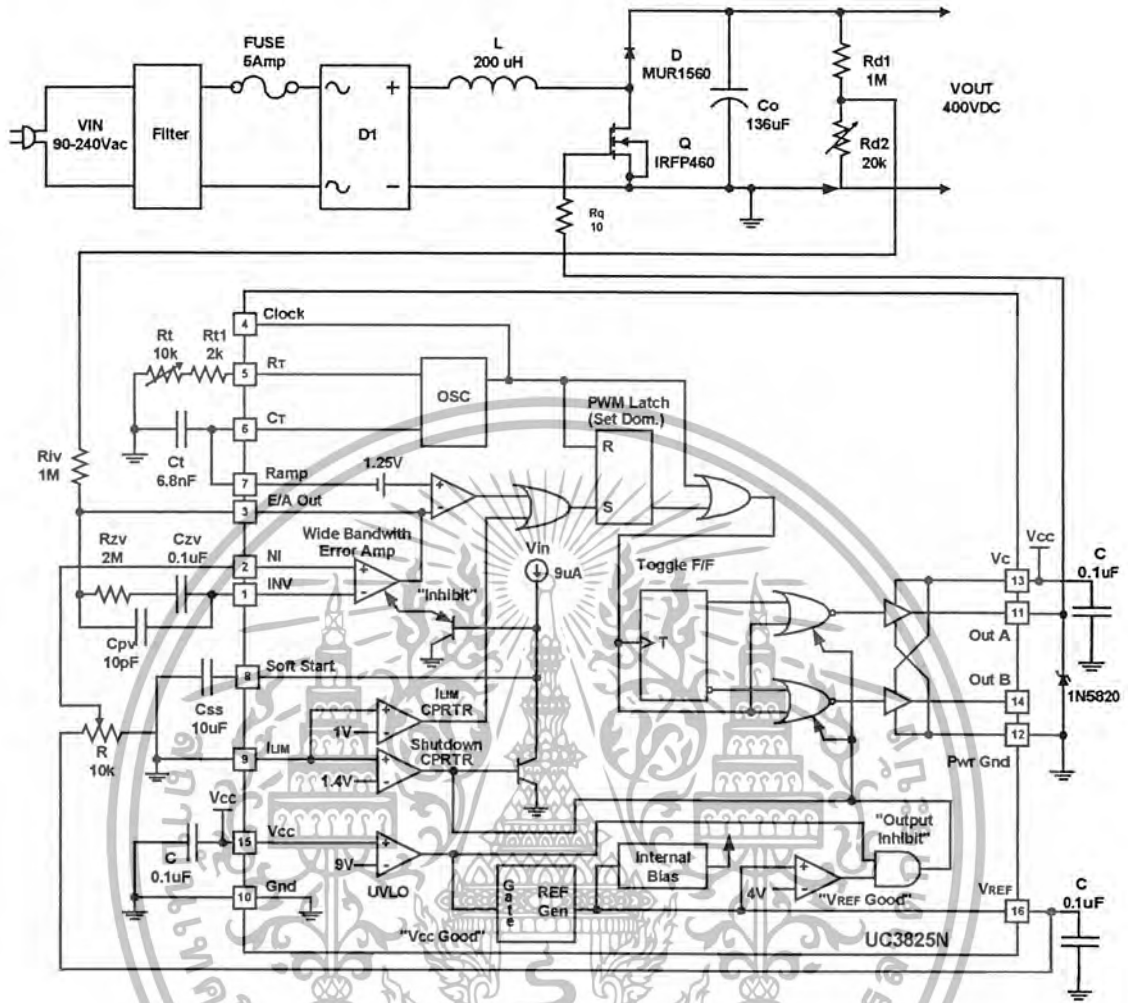 FUSE
5Amp
L
200 uH
D
MUR1560
Rd1
1M
VOUT
400VDC
VIN
90-240Vac
Filter
D1
+
−
Co
136uF
Q
IRFP460
Rd2
20k
Rq
10
4
Clock
Rt
10k
Rt1
2k
5
RT
OSC
6
CT
PWM Latch
(Set Dom.)
R
S
Riv
1M
Ct
6.8nF
7
Ramp
1.25V
3
E/A Out
Wide Bandwith
Error Amp
Rzv
2M
Czv
0.1uF
2
NI
1
INV
Vin
9uA
"Inhibit"
Toggle F/F
T
Vc
13
Vcc
C
0.1uF
11
Out A
Cpv
10pF
8
Soft Start
Css
10uF
ILIM
CPRTR
1V
Out B
14
1N5820
12
Pwr Gnd
R
10k
9
ILIM
Shutdown
CPRTR
1.4V
Vcc
15
Vcc
C
0.1uF
9V
UVLO
10
Gnd
"Vcc Good"
Gate
REF
Gen
Internal
Bias
4V
"VREF Good"
"Output
Inhibit"
VREF
16
C
0.1uF
UC3825N